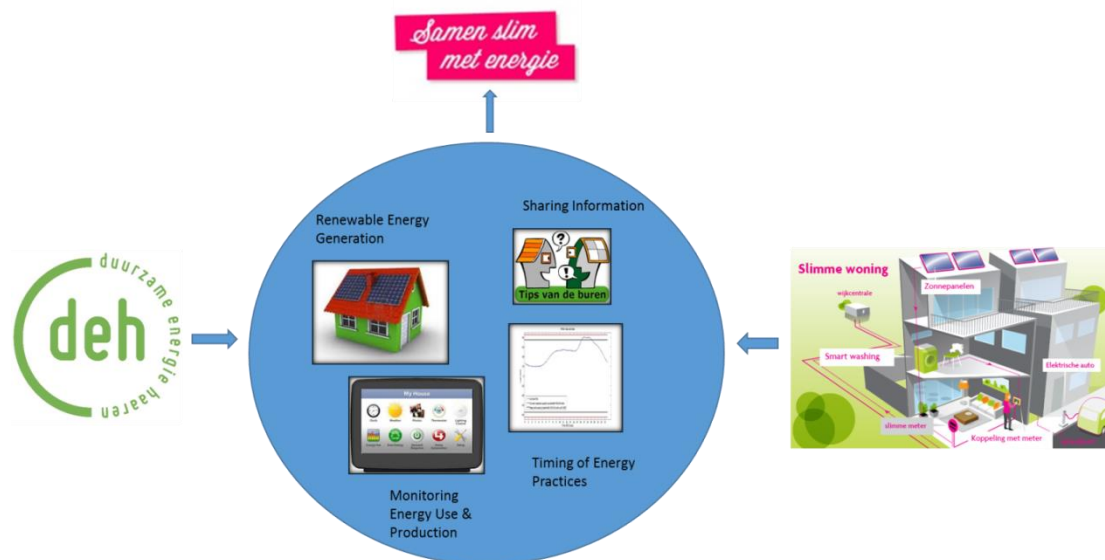 Samen slim
met energie
Renewable Energy
Generation
Sharing Information
Tips van de buren
deh
duurzame energie haaren
My House
Timing of Energy
Practices
Monitoring
Energy Use &
Production
Slimme woning
Zonnepanelen
wijkcentrale
Smart washing
Elektrische auto
slimme meter
Koppeling met meter